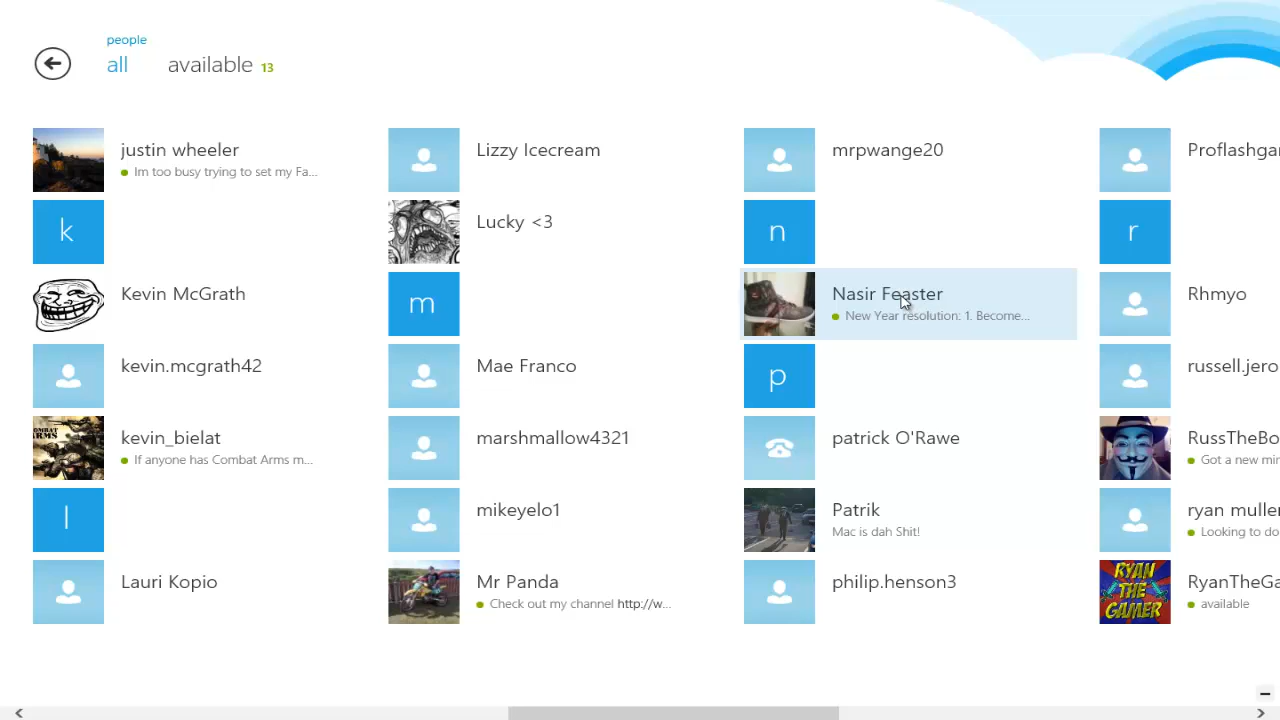 people
all available 13
justin wheeler
Im too busy trying to set my Fa...
k
Kevin McGrath
kevin.mcgrath42
COMBAT
ARMS
kevin_bielat
If anyone has Combat Arms m...
l
Lauri Kopio
Lizzy Icecream
Lucky <3
m
Mae Franco
marshmallow4321
mikeyelo1
Mr Panda
Check out my channel http://w...
mrpwange20
n
Nasir Feaster
New Year resolution: 1. Become...
p
patrick O'Rawe
Patrik
Mac is dah Shit!
philip.henson3
Proflashga
r
Rhmyo
russell.jero
RussTheBo
Got a new mi
ryan mulle
Looking to do
RYAN
THE
GAMER
RyanTheGa
available